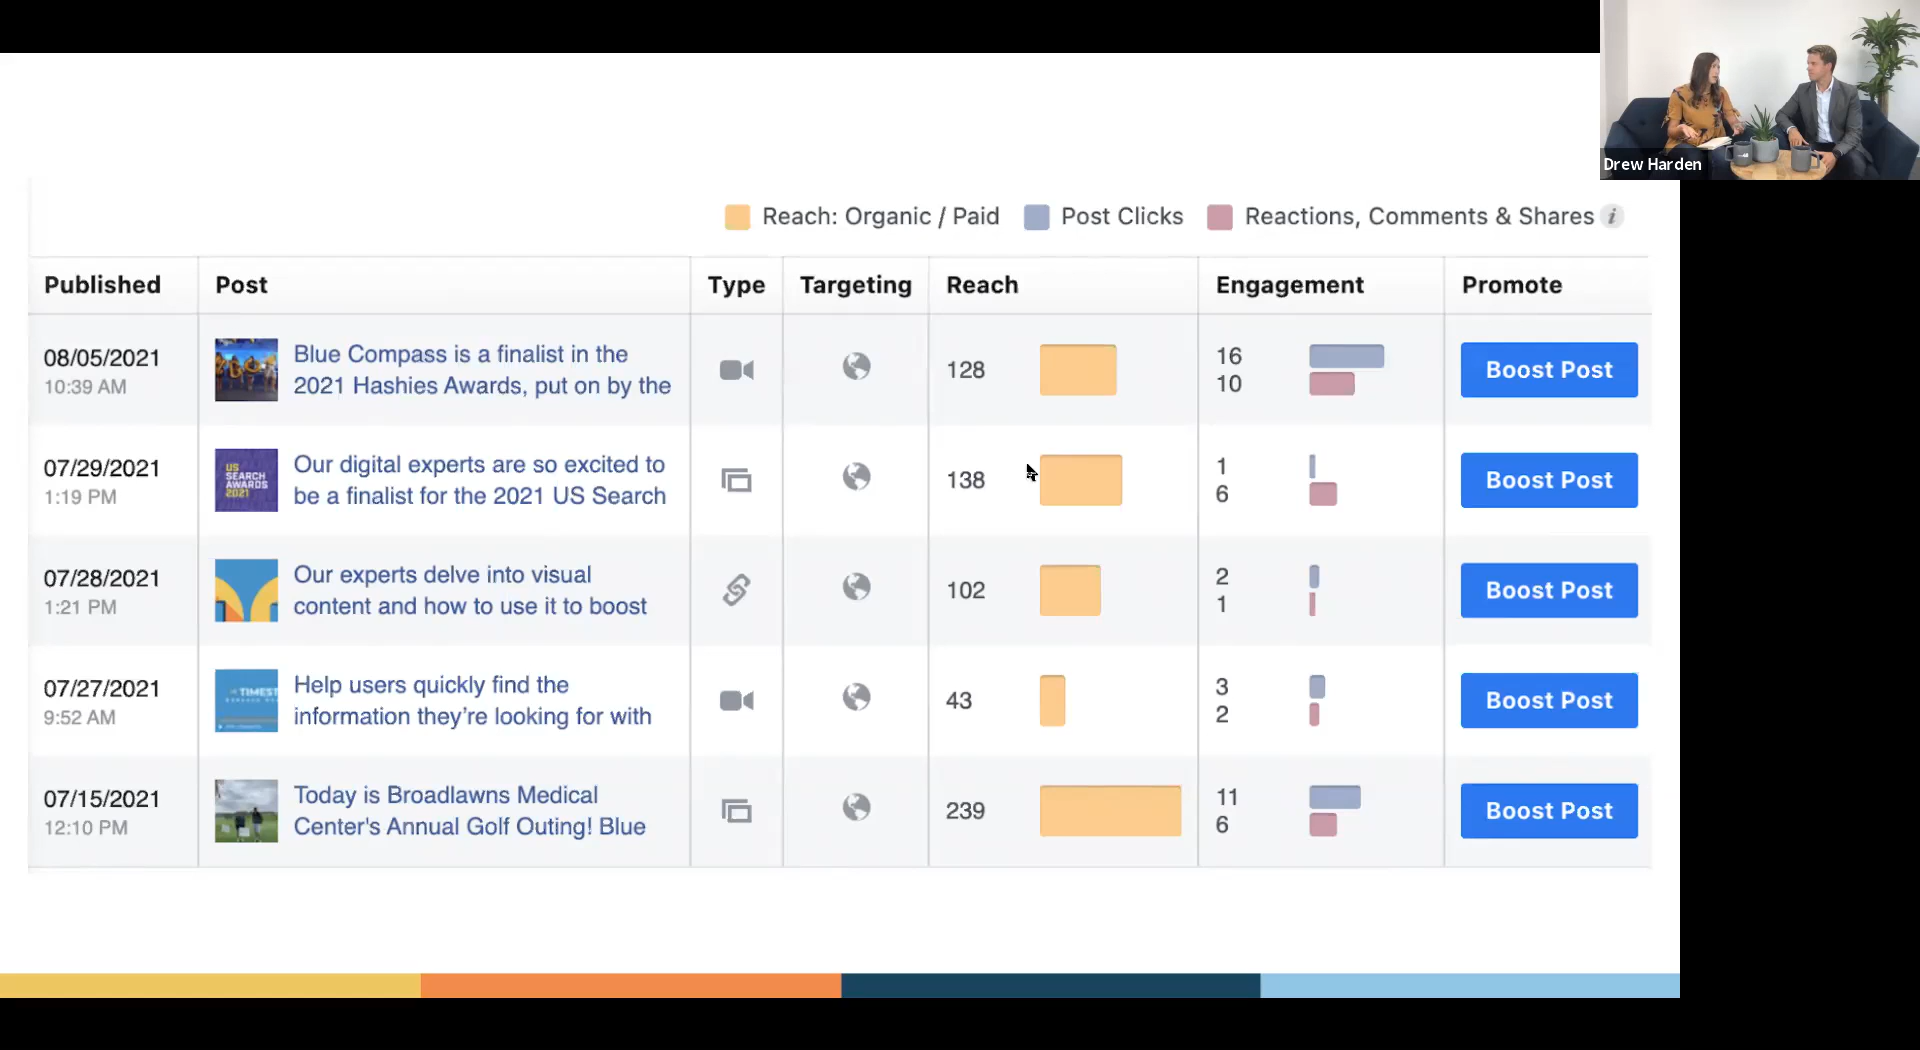 Drew Harden
Reach: Organic / Paid Post Clicks Reactions, Comments & Shares i
Published Post Type Targeting Reach Engagement Promote
08/05/2021
10:39 AM
Blue Compass is a finalist in the
2021 Hashies Awards, put on by the
128
16
10
Boost Post
07/29/2021
1:19 PM
US
SEARCH
AWARDS
2021
Our digital experts are so excited to
be a finalist for the 2021 US Search
138
1
6
Boost Post
07/28/2021
1:21 PM
Our experts delve into visual
content and how to use it to boost
102
2
1
Boost Post
07/27/2021
9:52 AM
TIMEST
Help users quickly find the
information they're looking for with
43
3
2
Boost Post
07/15/2021
12:10 PM
Today is Broadlawns Medical
Center's Annual Golf Outing! Blue
239
11
6
Boost Post